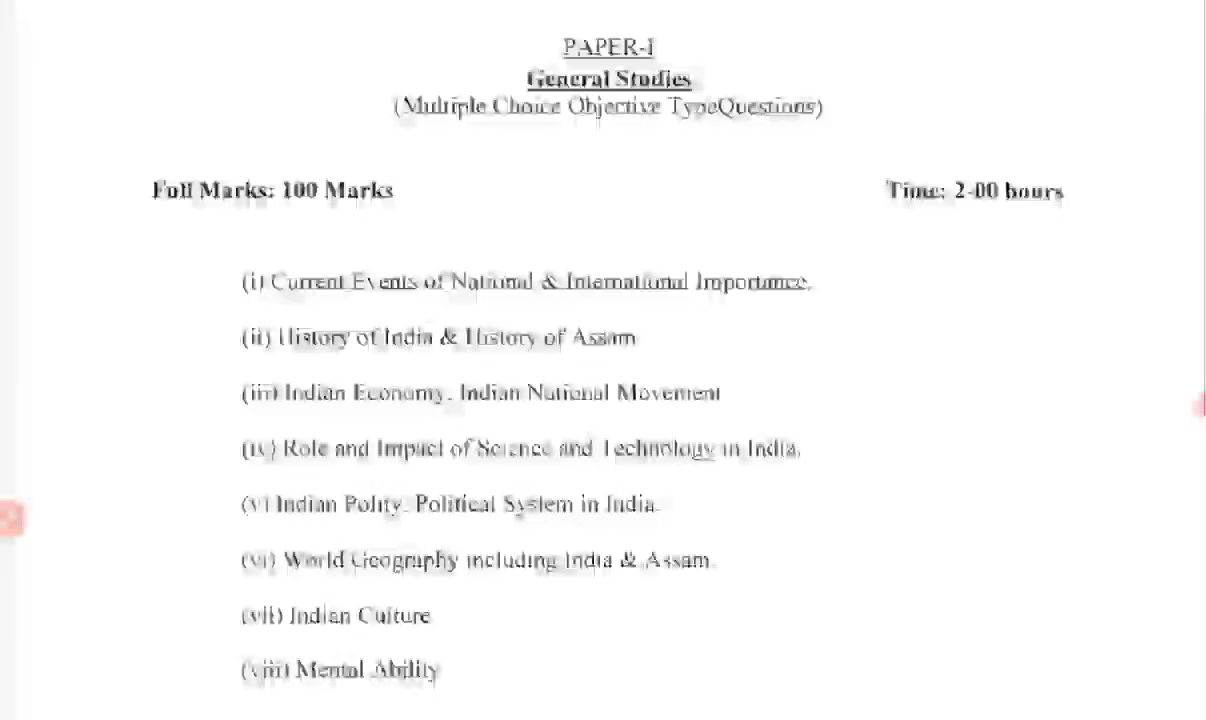 PAPER-I
General Studies
(Multiple Choice Objective TypeQuestions)
Full Marks: 100 Marks
Time: 2-00 hours
(i) Current Events of National & International Importance.
(ii) History of India & History of Assam
(iii) Indian Economy, Indian National Movement
(iv) Role and Impact of Science and Technology in India.
(v) Indian Polity, Political System in India.
(vi) World Geography including India & Assam.
(vii) Indian Culture
(viii) Mental Ability